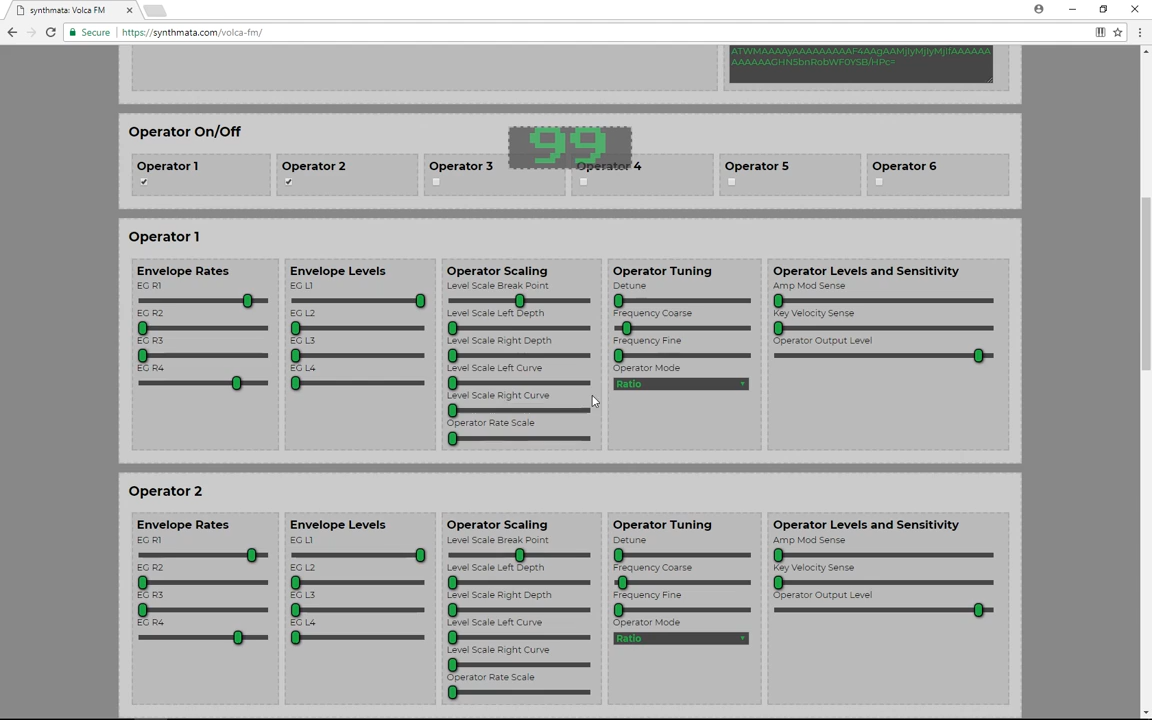 synthmata: Volca FM
Secure
https://synthmata.com/volca-fm/
AAAAAAGHN5bnRobWF0YSB/HPc=
Operator On/Off
99
Operator 1
Operator 2
Operator 3
Operator 4
Operator 5
Operator 6
Operator 1
Envelope Rates
EG R1
EG R2
EG R3
EG R4
Envelope Levels
EG L1
EG L2
EG L3
EG L4
Operator Scaling
Level Scale Break Point
Level Scale Left Depth
Level Scale Right Depth
Level Scale Left Curve
Level Scale Right Curve
Operator Rate Scale
Operator Tuning
Detune
Frequency Coarse
Frequency Fine
Operator Mode
Ratio
Operator Levels and Sensitivity
Amp Mod Sense
Key Velocity Sense
Operator Output Level
Operator 2
Envelope Rates
EG R1
EG R2
EG R3
EG R4
Envelope Levels
EG L1
EG L2
EG L3
EG L4
Operator Scaling
Level Scale Break Point
Level Scale Left Depth
Level Scale Right Depth
Level Scale Left Curve
Level Scale Right Curve
Operator Rate Scale
Operator Tuning
Detune
Frequency Coarse
Frequency Fine
Operator Mode
Ratio
Operator Levels and Sensitivity
Amp Mod Sense
Key Velocity Sense
Operator Output Level